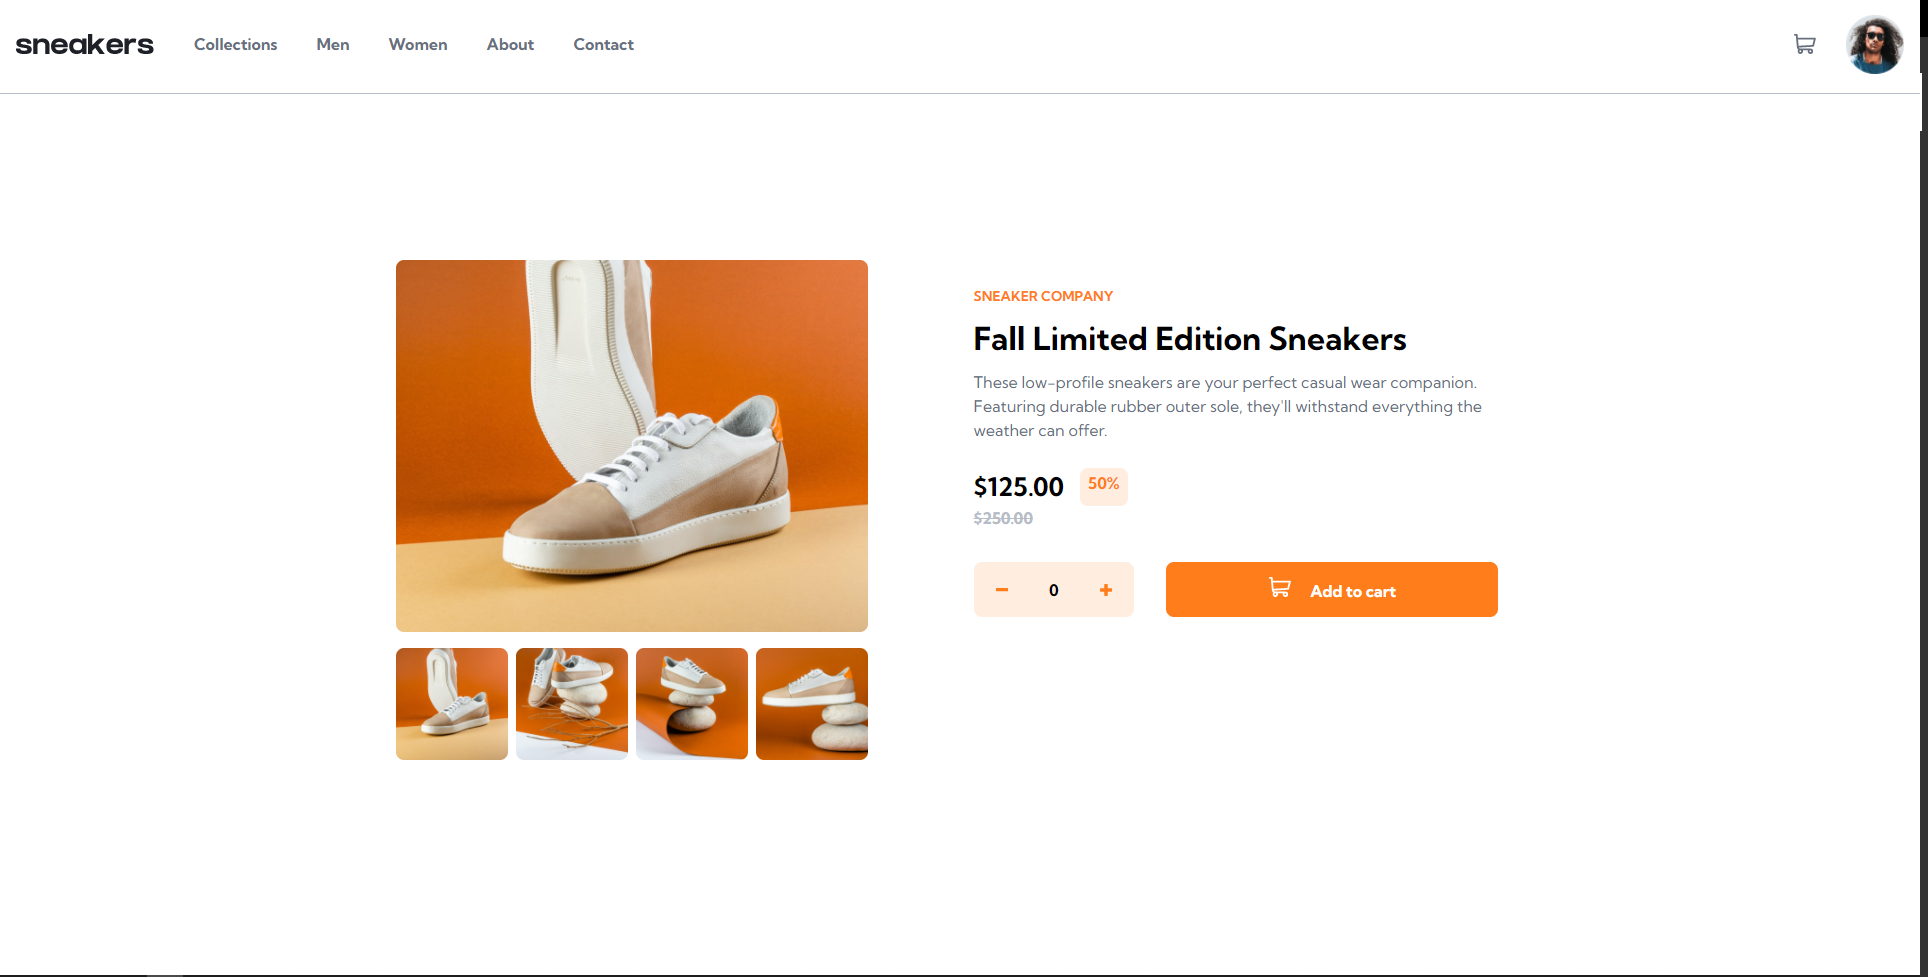 sneakers Collections Men Women About Contact
SNEAKER COMPANY
Fall Limited Edition Sneakers
These low-profile sneakers are your perfect casual wear companion.
Featuring durable rubber outer sole, they'll withstand everything the
weather can offer.
$125.00 50%
$250.00
0 Add to cart